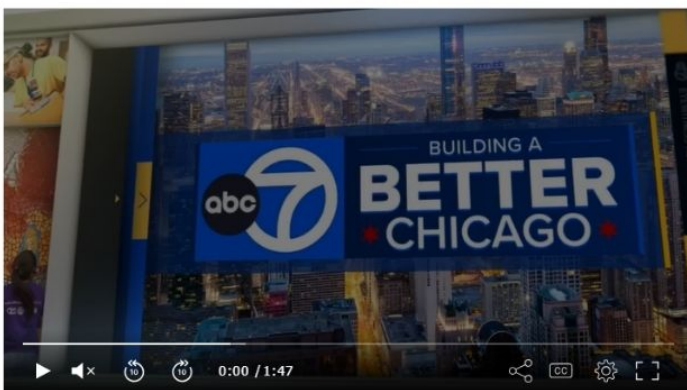 BUILDING A
abc 7
BETTER
CHICAGO
10
10
0:00 / 1:47
CC